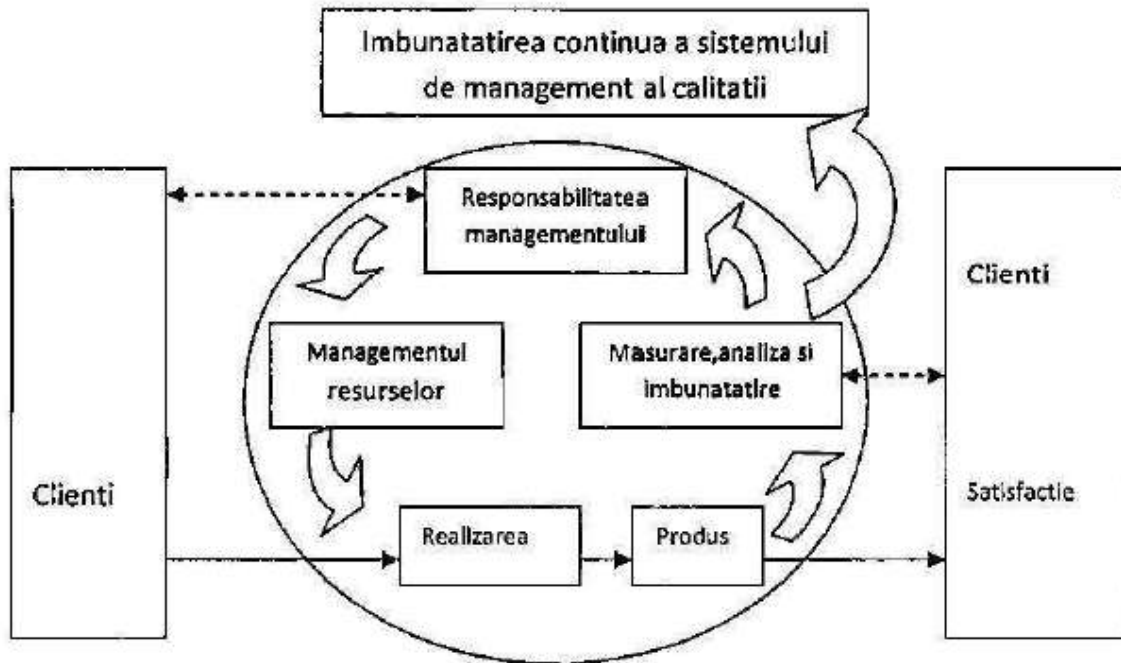 Imbunatatirea continua a sistemului
de management al calitatii
Responsabilitatea
managementului
Clienti
Managementul
resurselor
Masurare,analiza si
imbunatatire
Clienti
Satisfactie
Realizarea
Produs